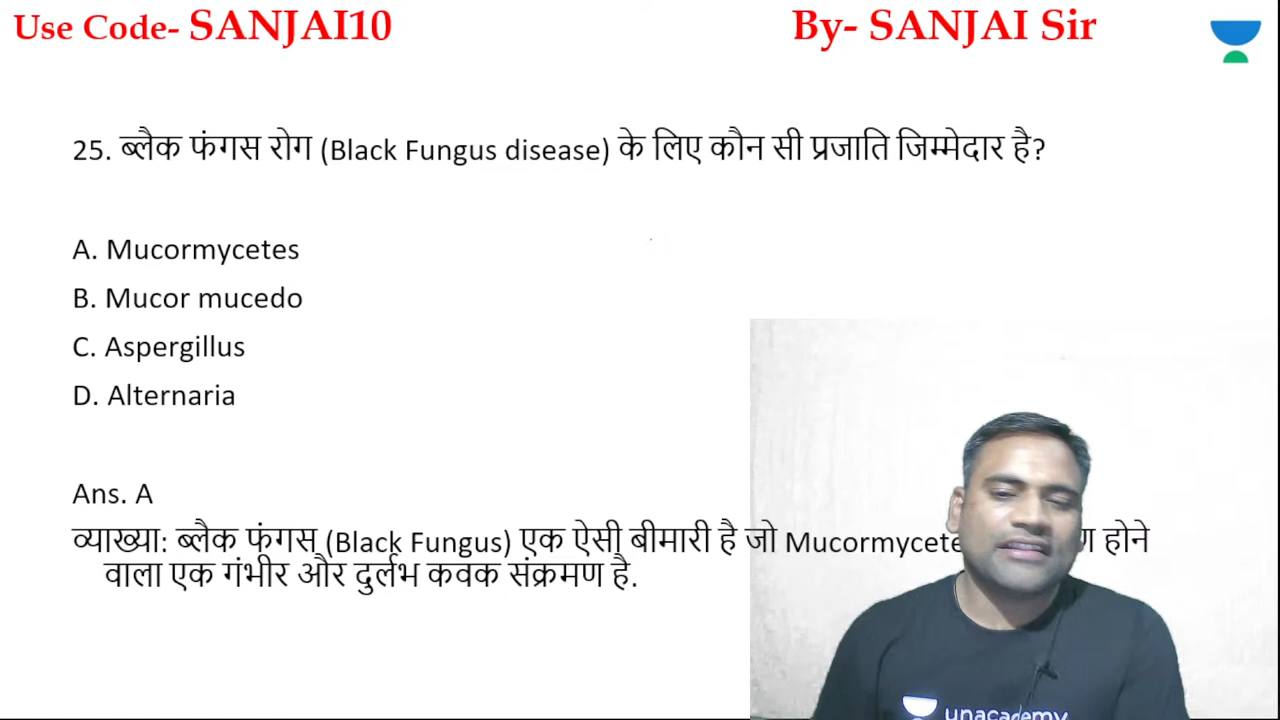 Use Code- SANJAI10
By- SANJAI Sir
25. ब्लैक फंगस रोग (Black Fungus disease) के लिए कौन सी प्रजाति जिम्मेदार है?
A. Mucormycetes
B. Mucor mucedo
C. Aspergillus
D. Alternaria
Ans. A
व्याख्या: ब्लैक फंगस (Black Fungus) एक ऐसी बीमारी है जो होने
वाला एक गंभीर और दुर्लभ कवक संक्रमण है.
unacademy